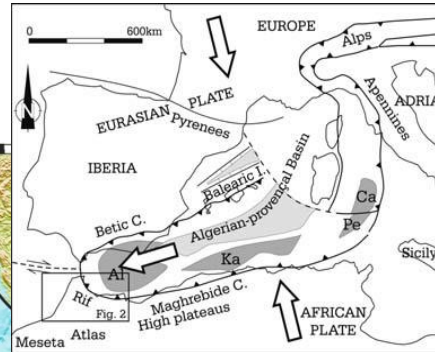 0 600km
EUROPE
Alps
N
EURASIAN PLATE
Pyrenees
Apennines
ADRIA
IBERIA
Balearic I.
Algerian-provençal Basin
Betic C.
Ca
Pe
Al
Ka
Sicily
Rif
Fig. 2
Maghrebide C.
High plateaus
AFRICAN
PLATE
Meseta
Atlas